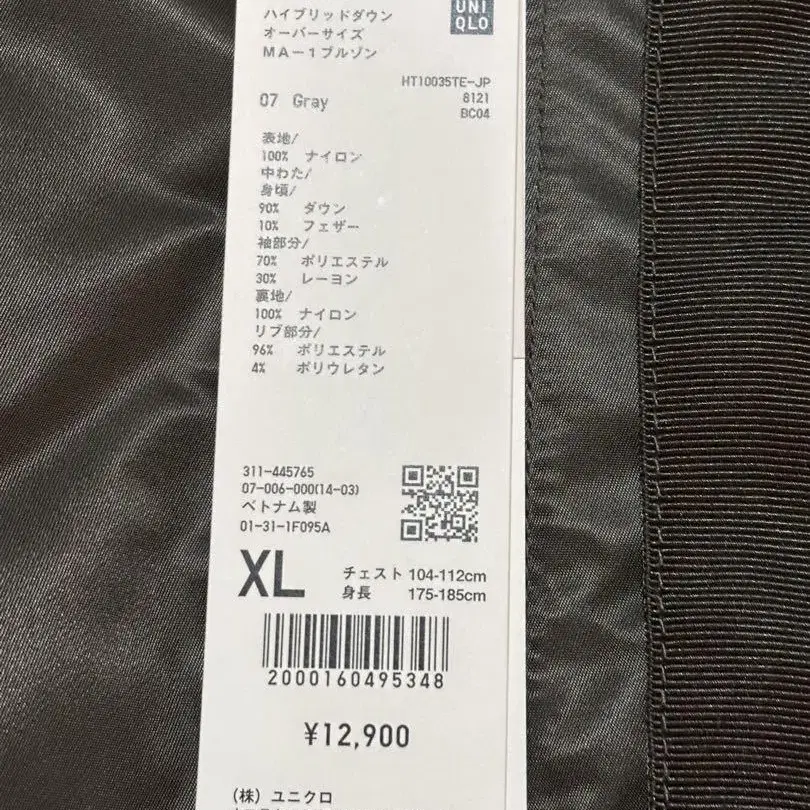 UNI
QLO
ハイブリッドダウン
オーバーサイズ
MA-1ブルゾン
HT10035TE-JP
07 Gray
8121
BC04
表地/
100% ナイロン
中わた/
身頃/
90% ダウン
10% フェザー
袖部分/
70% ポリエステル
30% レーヨン
裏地/
100% ナイロン
リブ部分/
96% ポリエステル
4% ポリウレタン
311-445765
07-006-000(14-03)
ベトナム製
01-31-1F095A
XL
チェスト 104-112cm
身長 175-185cm
2000160495348
¥12,900
(株) ユニクロ